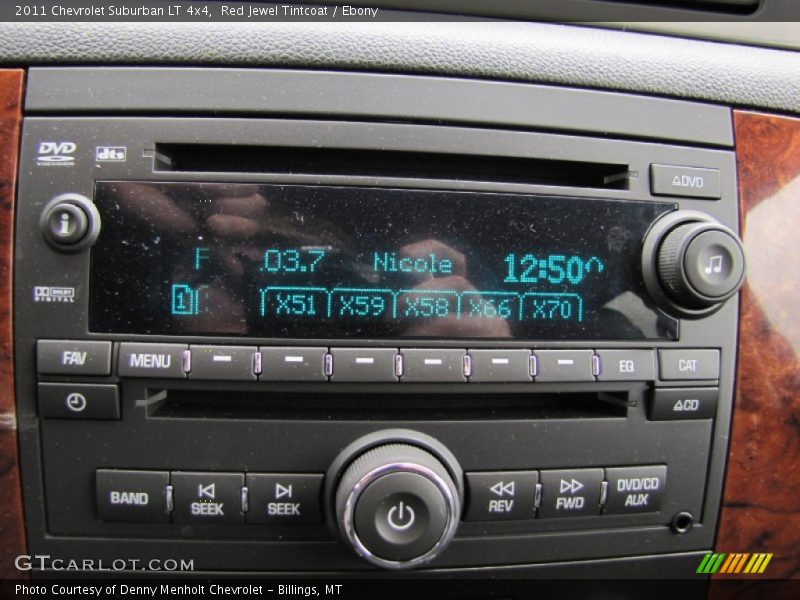 2011 Chevrolet Suburban LT 4x4, Red Jewel Tintcoat / Ebony
DVD
dts
△DVD
i
F .03.7 Nicole 12:50^
DOLBY
DIGITAL
1 X51 X59 X58 X66 X70
FAV MENU EQ CAT
△CD
BAND SEEK SEEK REV FWD DVD/CD AUX
GTCARLOT.COM
Photo Courtesy of Denny Menholt Chevrolet – Billings, MT